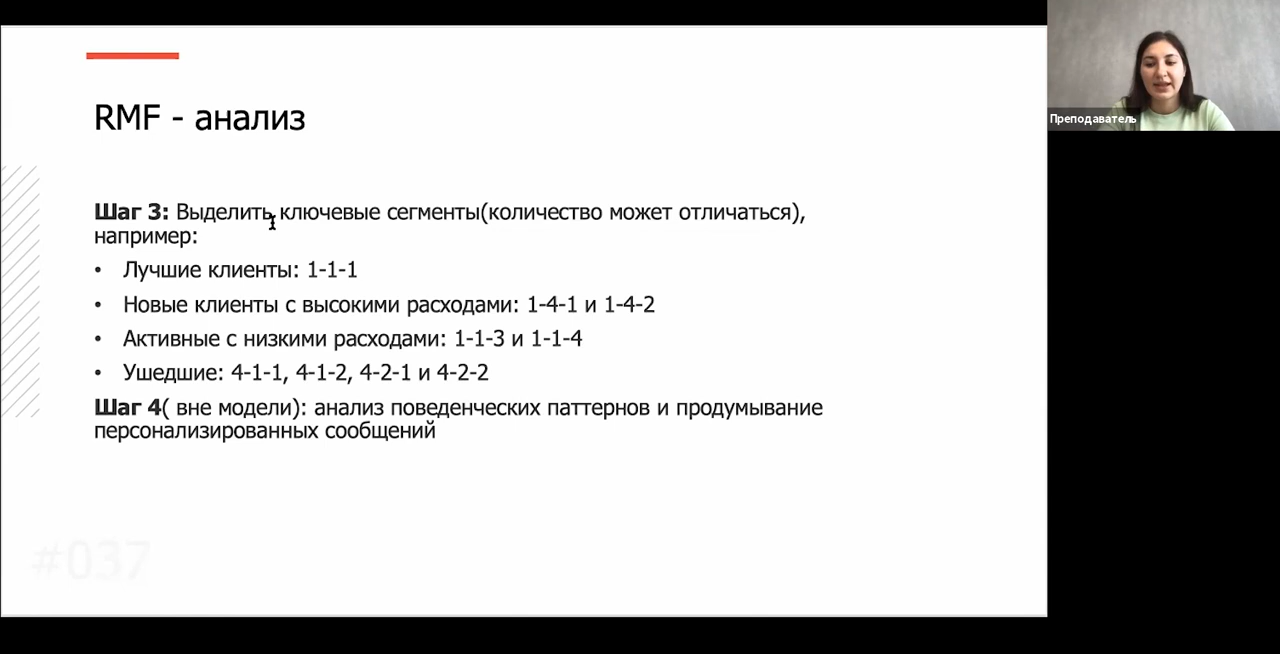 RMF - анализ
Шаг 3: Выделить ключевые сегменты(количество может отличаться),
например:
• Лучшие клиенты: 1-1-1
• Новые клиенты с высокими расходами: 1-4-1 и 1-4-2
• Активные с низкими расходами: 1-1-3 и 1-1-4
• Ушедшие: 4-1-1, 4-1-2, 4-2-1 и 4-2-2
Шаг 4( вне модели): анализ поведенческих паттернов и продумывание
персонализированных сообщений
#037
Преподаватель